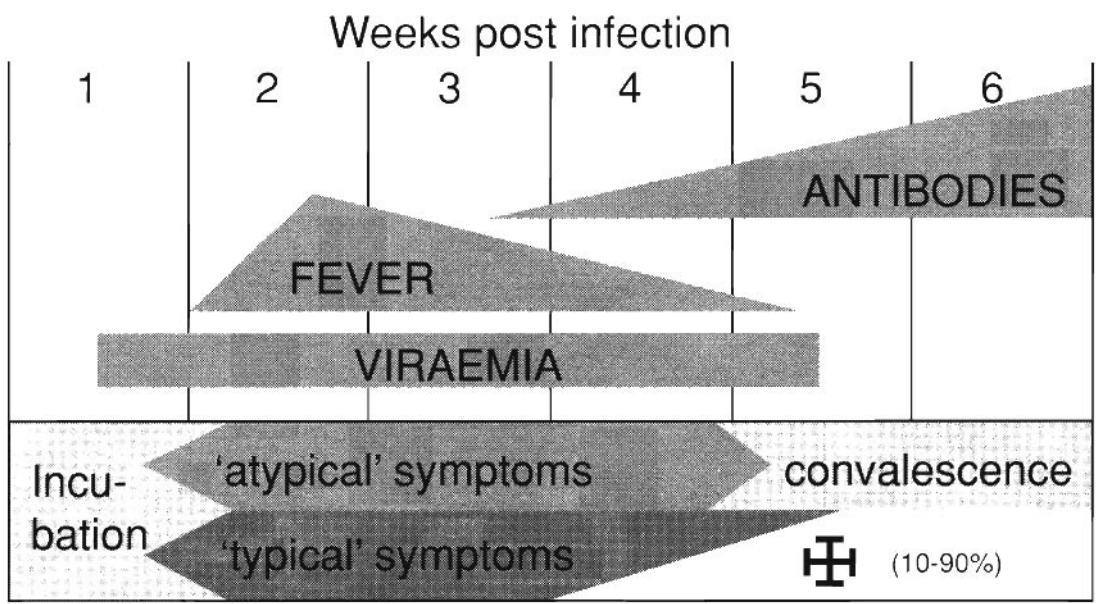 Weeks post infection
1 2 3 4 5 6
ANTIBODIES
FEVER
VIRAEMIA
Incu-
bation
'atypical' symptoms
convalescence
'typical' symptoms
(10-90%)